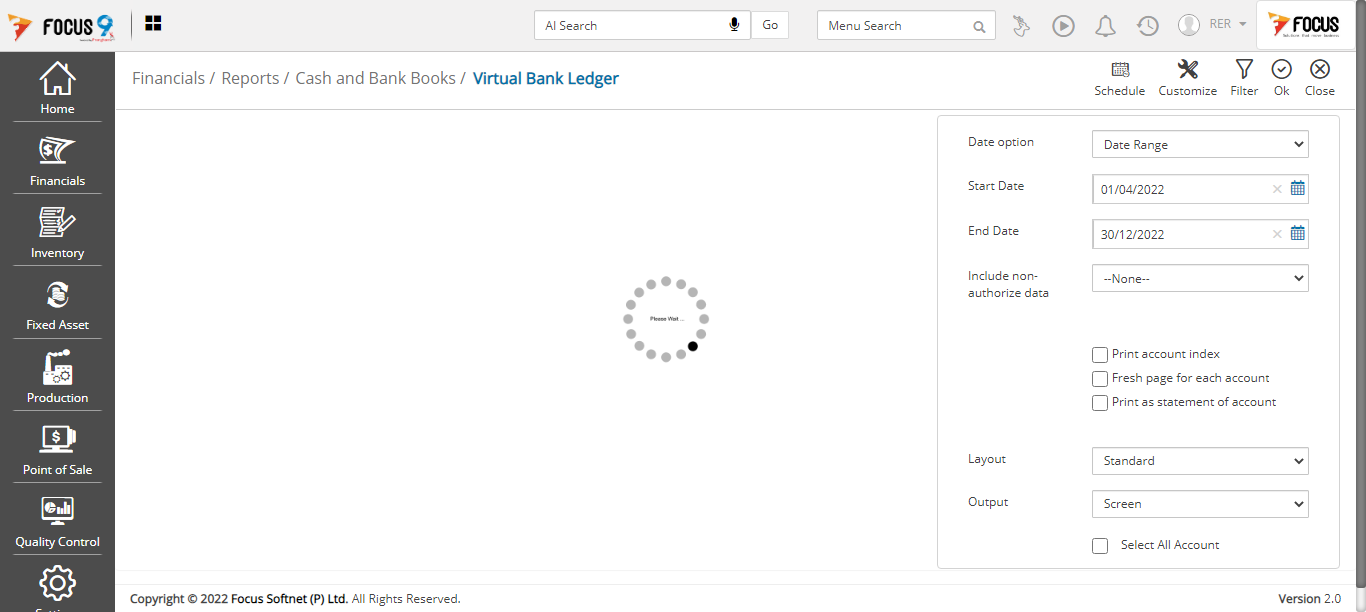 FOCUS 9
AI Search
Go
Menu Search
RER
FOCUS
Home
Financials
Inventory
Fixed Asset
Production
Point of Sale
Quality Control
Financials / Reports / Cash and Bank Books / Virtual Bank Ledger
Schedule
Customize
Filter
Ok
Close
Please Wait ...
Date option
Date Range
Start Date
01/04/2022
End Date
30/12/2022
Include non-
authorize data
--None--
Print account index
Fresh page for each account
Print as statement of account
Layout
Standard
Output
Screen
Select All Account
Copyright © 2022 Focus Softnet (P) Ltd. All Rights Reserved.
Version 2.0